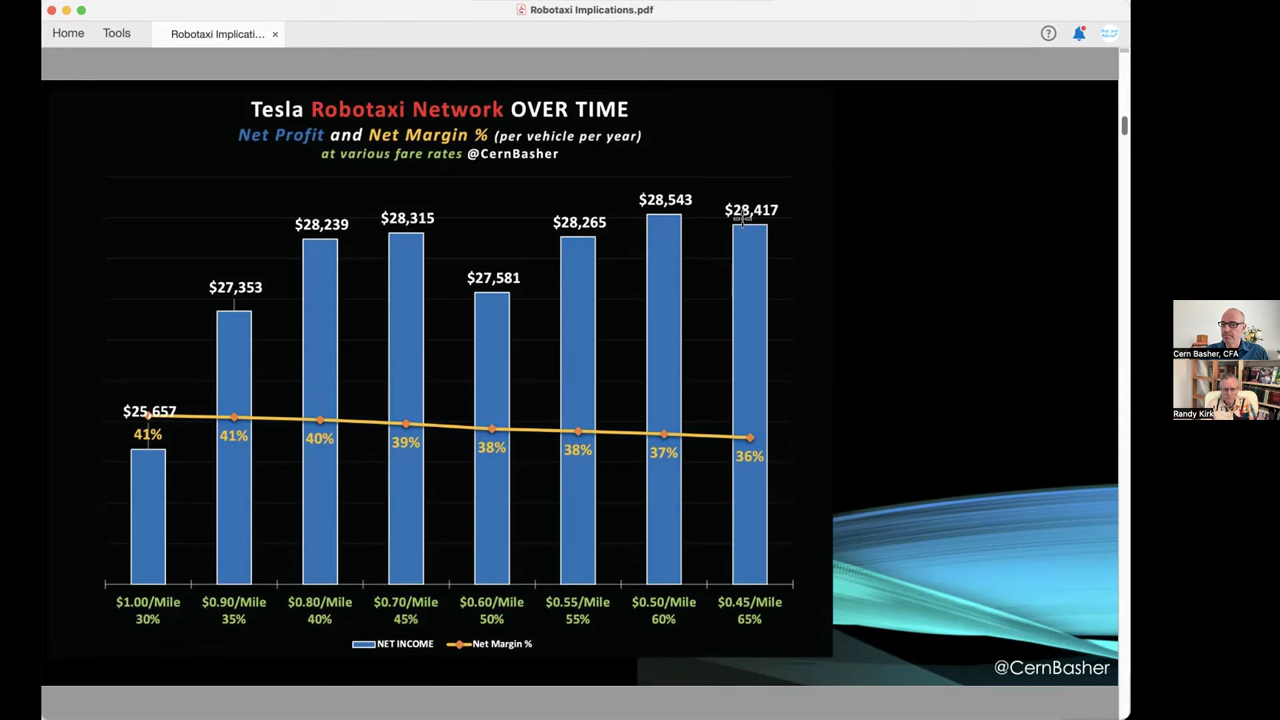 Robotaxi Implications.pdf
Home Tools Robotaxi Implicati... ×
Tesla Robotaxi Network OVER TIME
Net Profit and Net Margin % (per vehicle per year)
at various fare rates @CernBasher
$25,657 $27,353 $28,239 $28,315 $27,581 $28,265 $28,543 $28,417
41% 41% 40% 39% 38% 38% 37% 36%
$1.00/Mile $0.90/Mile $0.80/Mile $0.70/Mile $0.60/Mile $0.55/Mile $0.50/Mile $0.45/Mile
30% 35% 40% 45% 50% 55% 60% 65%
NET INCOME Net Margin %
@CernBasher
Cern Basher, CFA
Randy Kirk